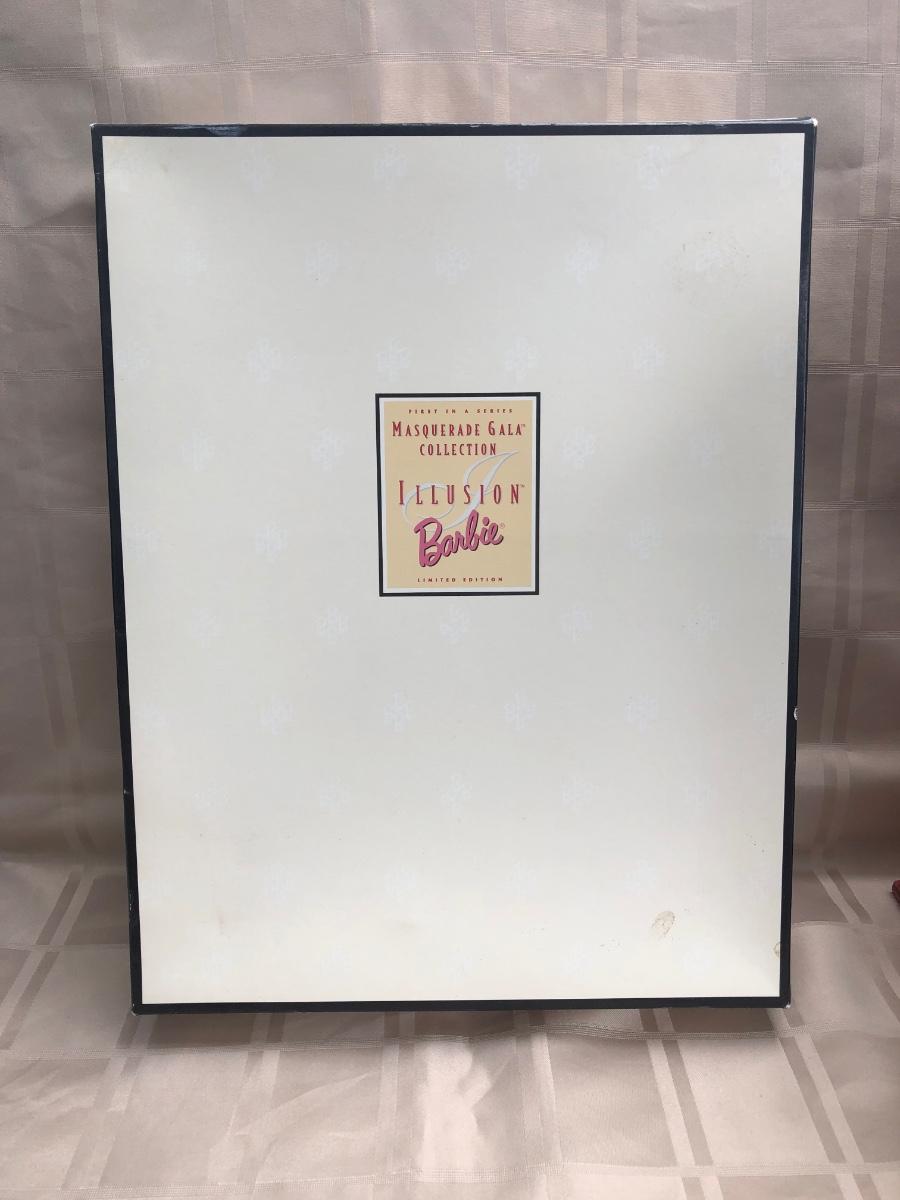 FIRST IN A SERIES
MASQUERADE GALA™
COLLECTION
ILLUSION™
Barbie®
LIMITED EDITION